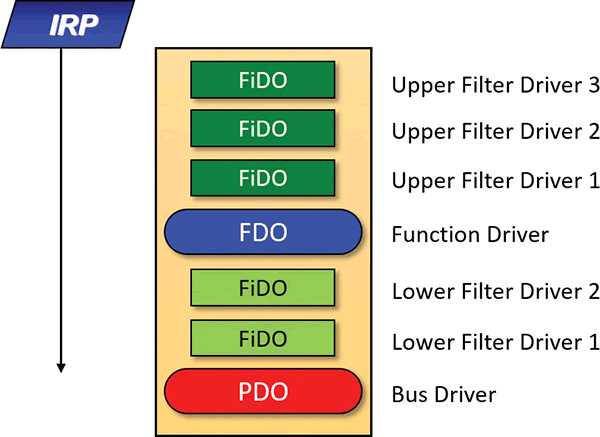 IRP
FiDO Upper Filter Driver 3
FiDO Upper Filter Driver 2
FiDO Upper Filter Driver 1
FDO Function Driver
FiDO Lower Filter Driver 2
FiDO Lower Filter Driver 1
PDO Bus Driver